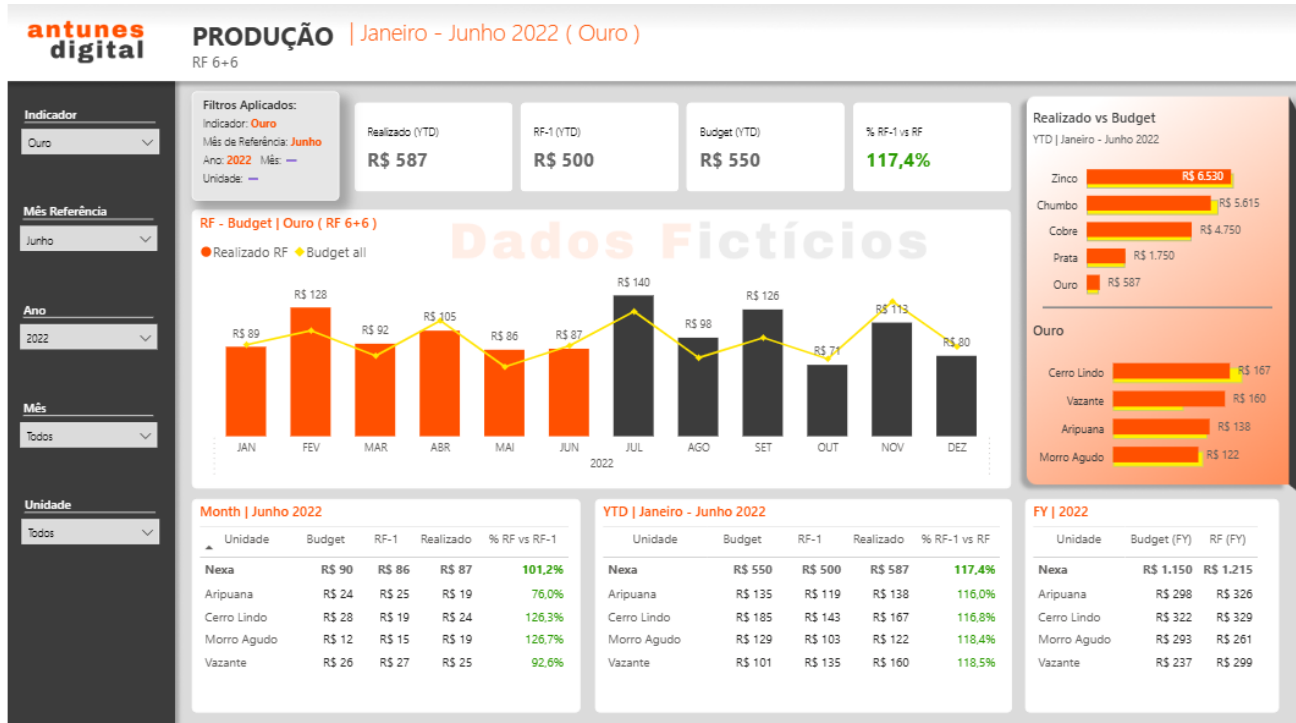 antunes
digital
PRODUÇÃO | Janeiro - Junho 2022 ( Ouro )
RF 6+6
Indicador
Ouro
Mês Referência
Junho
Ano
2022
Mês
Todos
Unidade
Todos
Filtros Aplicados:
Indicador: Ouro
Mês de Referência: Junho
Ano: 2022 Mês: —
Unidade: —
Realizado (YTD)
R$ 587
RF-1 (YTD)
R$ 500
Budget (YTD)
R$ 550
% RF-1 vs RF
117,4%
RF - Budget | Ouro ( RF 6+6 )
Dados Fictícios
Realizado RF Budget all
R$ 89 R$ 128 R$ 92 R$ 105 R$ 86 R$ 87 R$ 140 R$ 98 R$ 126 R$ 71 R$ 113 R$ 80
JAN FEV MAR ABR MAI JUN JUL AGO SET OUT NOV DEZ
2022
Realizado vs Budget
YTD | Janeiro - Junho 2022
Zinco R$ 6.530
Chumbo R$ 5.615
Cobre R$ 4.750
Prata R$ 1.750
Ouro R$ 587
Ouro
Cerro Lindo R$ 167
Vazante R$ 160
Aripuana R$ 138
Morro Agudo R$ 122
Month | Junho 2022
Unidade Budget RF-1 Realizado % RF vs RF-1
Nexa R$ 90 R$ 86 R$ 87 101,2%
Aripuana R$ 24 R$ 25 R$ 19 76,0%
Cerro Lindo R$ 28 R$ 19 R$ 24 126,3%
Morro Agudo R$ 12 R$ 15 R$ 19 126,7%
Vazante R$ 26 R$ 27 R$ 25 92,6%
YTD | Janeiro - Junho 2022
Unidade Budget RF-1 Realizado % RF-1 vs RF
Nexa R$ 550 R$ 500 R$ 587 117,4%
Aripuana R$ 135 R$ 119 R$ 138 116,0%
Cerro Lindo R$ 185 R$ 143 R$ 167 116,8%
Morro Agudo R$ 129 R$ 103 R$ 122 118,4%
Vazante R$ 101 R$ 135 R$ 160 118,5%
FY | 2022
Unidade Budget (FY) RF (FY)
Nexa R$ 1.150 R$ 1.215
Aripuana R$ 298 R$ 326
Cerro Lindo R$ 322 R$ 329
Morro Agudo R$ 293 R$ 261
Vazante R$ 237 R$ 299